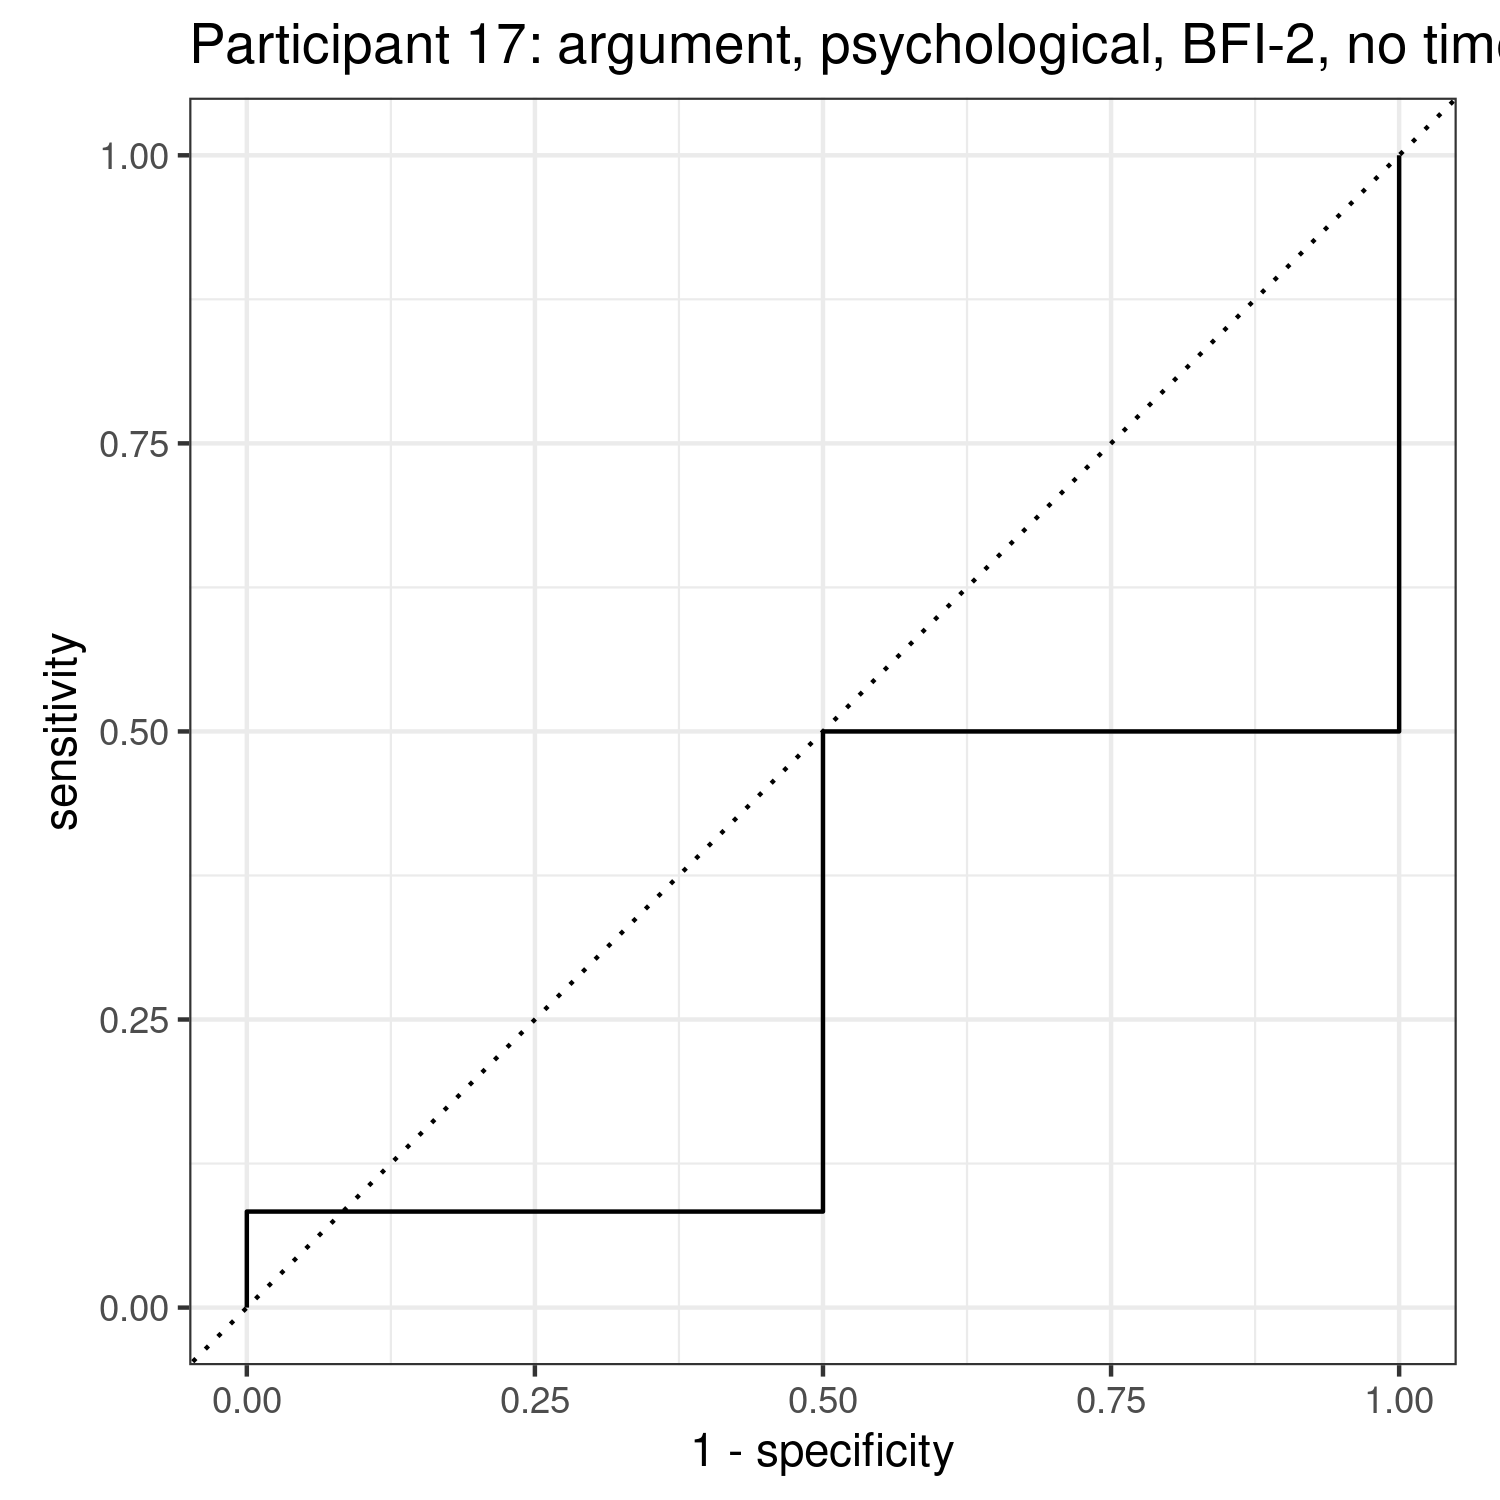 Participant 17: argument, psychological, BFI-2, no
1.00
0.75
0.50
0.25
0.00
sensitivity
0.00 0.25 0.50 0.75 1.00
1 - specificity